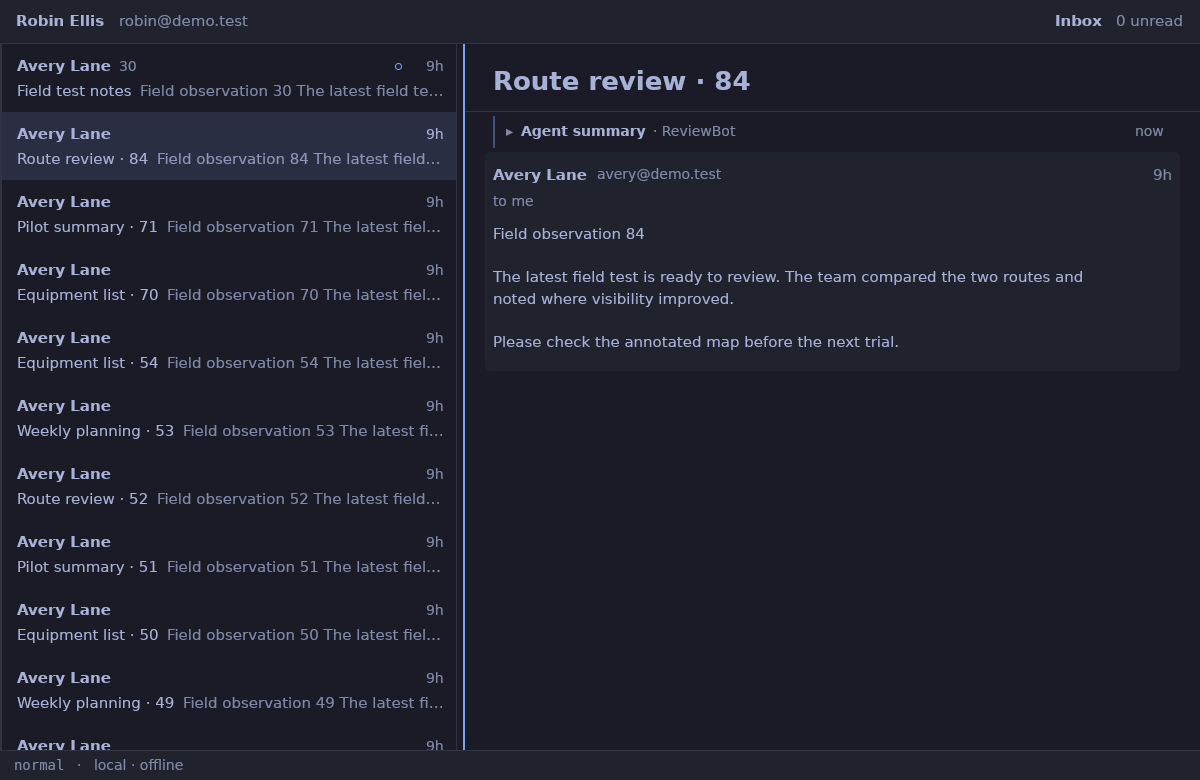 Robin Ellis robin@demo.test Inbox 0 unread
Avery Lane 30 9h
Field test notes Field observation 30 The latest field te…
Avery Lane 9h
Route review · 84 Field observation 84 The latest field…
Avery Lane 9h
Pilot summary · 71 Field observation 71 The latest fiel…
Avery Lane 9h
Equipment list · 70 Field observation 70 The latest fiel…
Avery Lane 9h
Equipment list · 54 Field observation 54 The latest fiel…
Avery Lane 9h
Weekly planning · 53 Field observation 53 The latest fi…
Avery Lane 9h
Route review · 52 Field observation 52 The latest field…
Avery Lane 9h
Pilot summary · 51 Field observation 51 The latest fiel…
Avery Lane 9h
Equipment list · 50 Field observation 50 The latest fiel…
Avery Lane 9h
Weekly planning · 49 Field observation 49 The latest fi…
Avery Lane 9h
Route review · 84
▸ Agent summary · ReviewBot now
Avery Lane avery@demo.test 9h
to me
Field observation 84
The latest field test is ready to review. The team compared the two routes and
noted where visibility improved.
Please check the annotated map before the next trial.
normal · local · offline